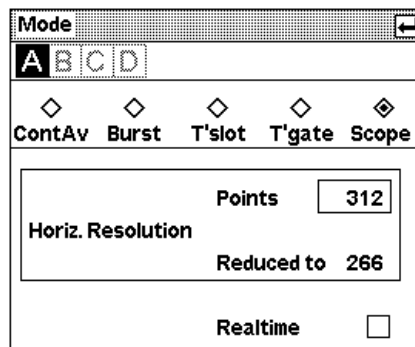 Mode
A B C D
ContAv Burst T'slot T'gate Scope
Points 312
Horiz. Resolution
Reduced to 266
Realtime